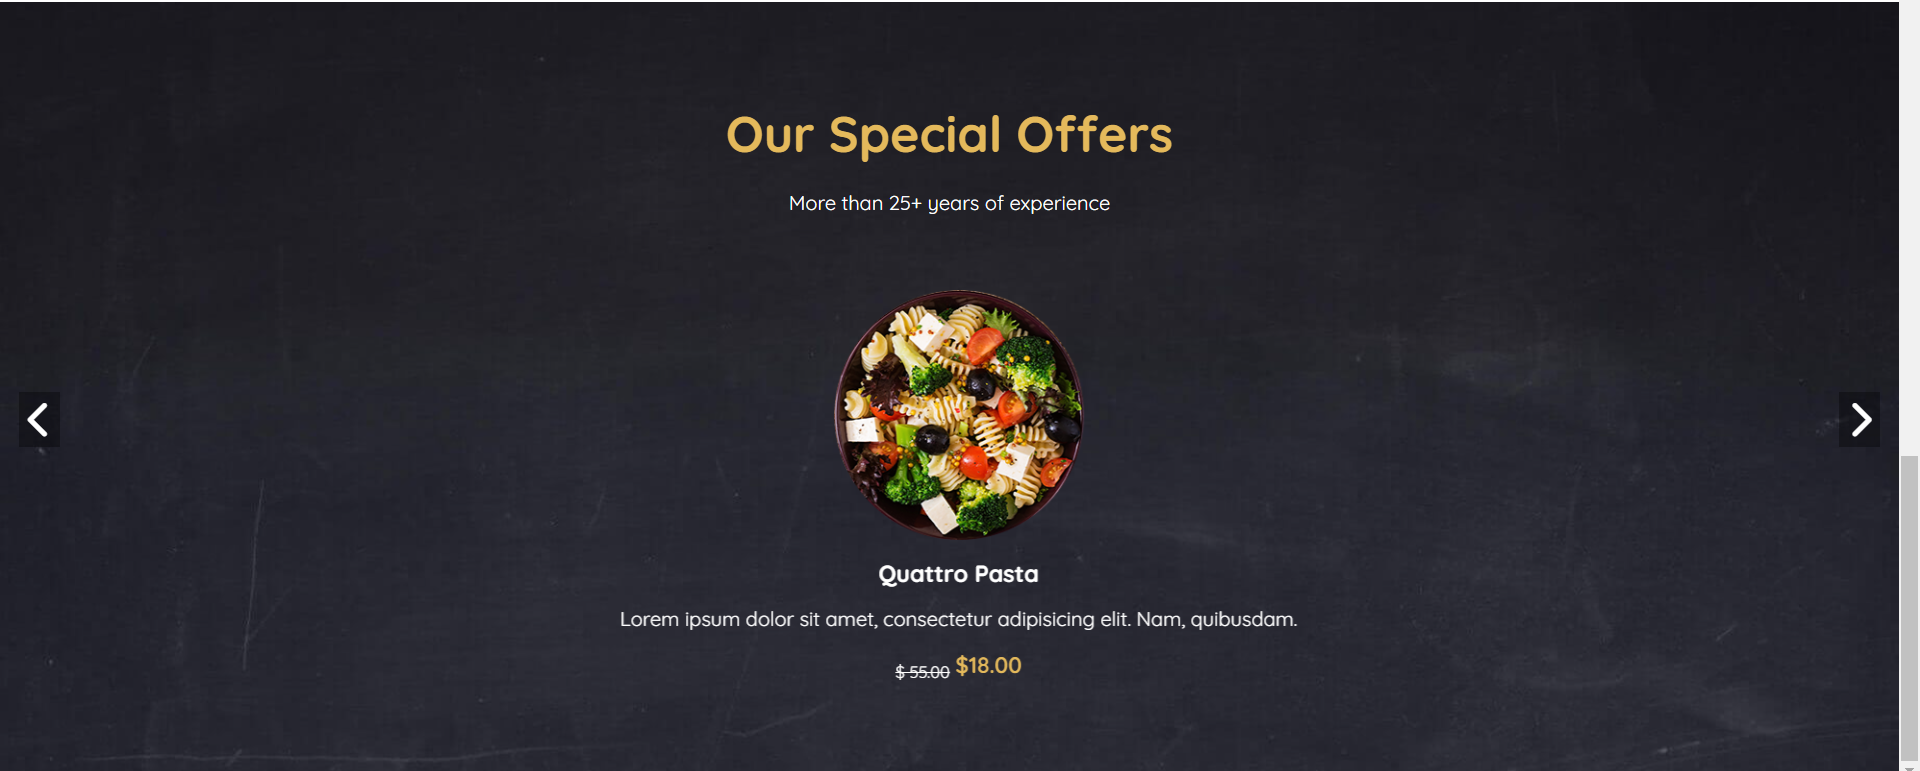 Our Special Offers
More than 25+ years of experience
Quattro Pasta
Lorem ipsum dolor sit amet, consectetur adipisicing elit. Nam, quibusdam.
$ 55.00 $18.00